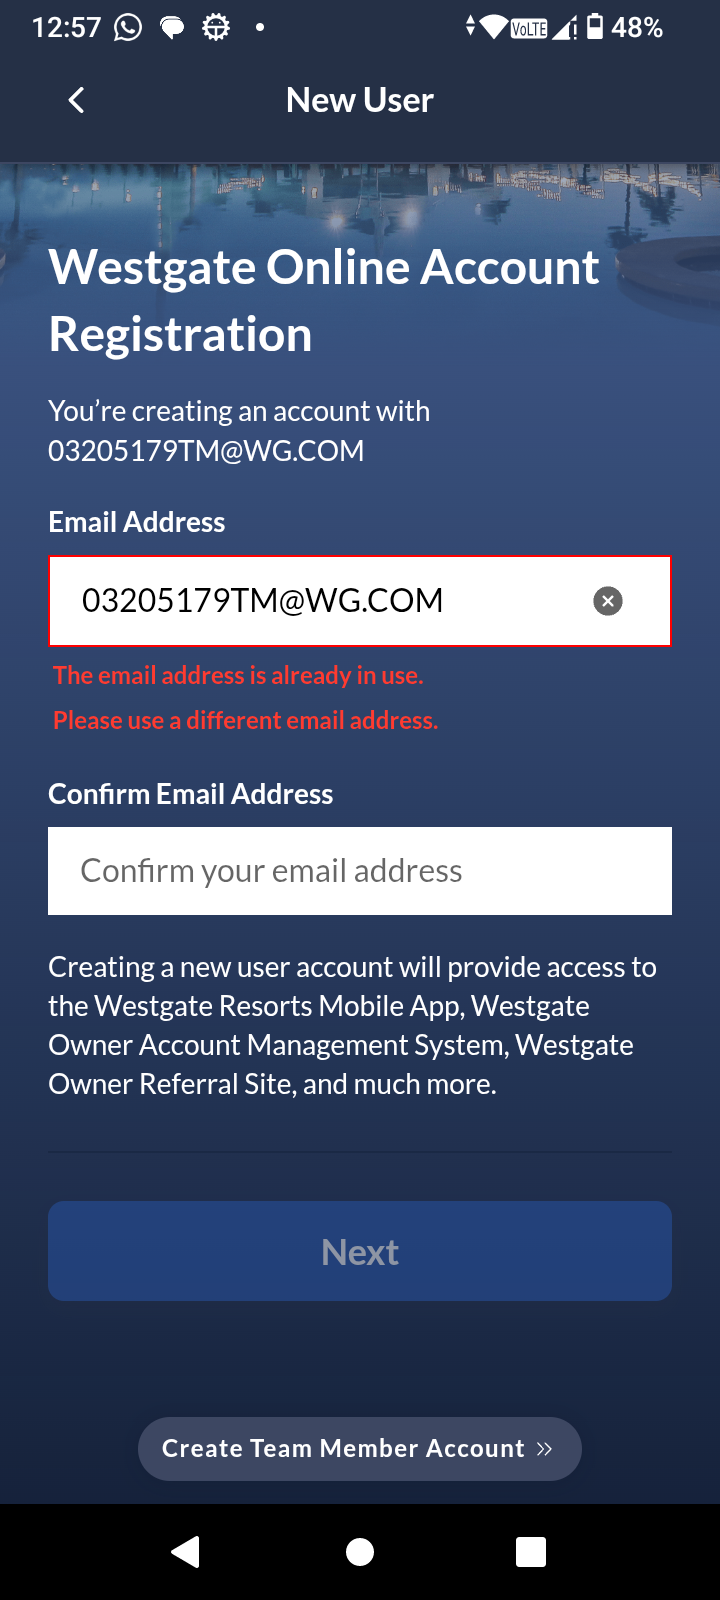 12:57
VoLTE
48%
New User
Westgate Online Account
Registration
You’re creating an account with
03205179TM@WG.COM
Email Address
03205179TM@WG.COM
The email address is already in use.
Please use a different email address.
Confirm Email Address
Confirm your email address
Creating a new user account will provide access to
the Westgate Resorts Mobile App, Westgate
Owner Account Management System, Westgate
Owner Referral Site, and much more.
Next
Create Team Member Account